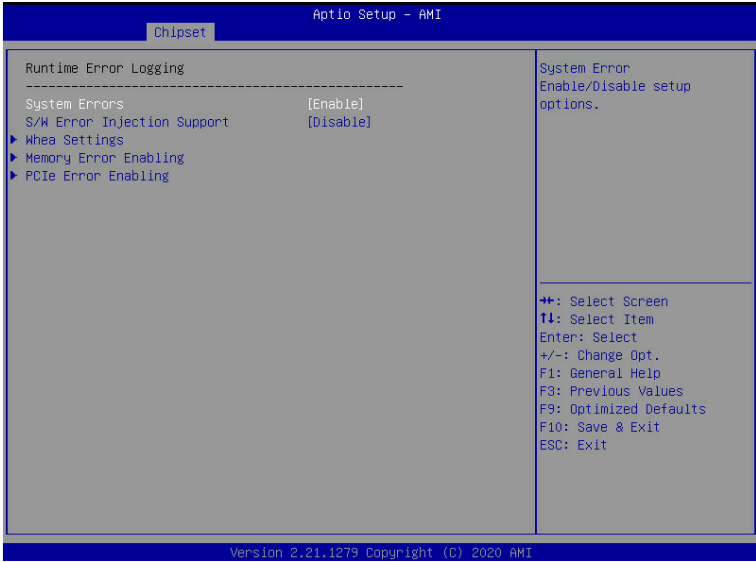 Aptio Setup – AMI
Chipset
Runtime Error Logging
------------------------------------------------
System Errors [Enable]
S/W Error Injection Support [Disable]
Whea Settings
Memory Error Enabling
PCIe Error Enabling
System Error
Enable/Disable setup
options.
→←: Select Screen
↑↓: Select Item
Enter: Select
+/-: Change Opt.
F1: General Help
F3: Previous Values
F9: Optimized Defaults
F10: Save & Exit
ESC: Exit
Version 2.21.1279 Copyright (C) 2020 AMI